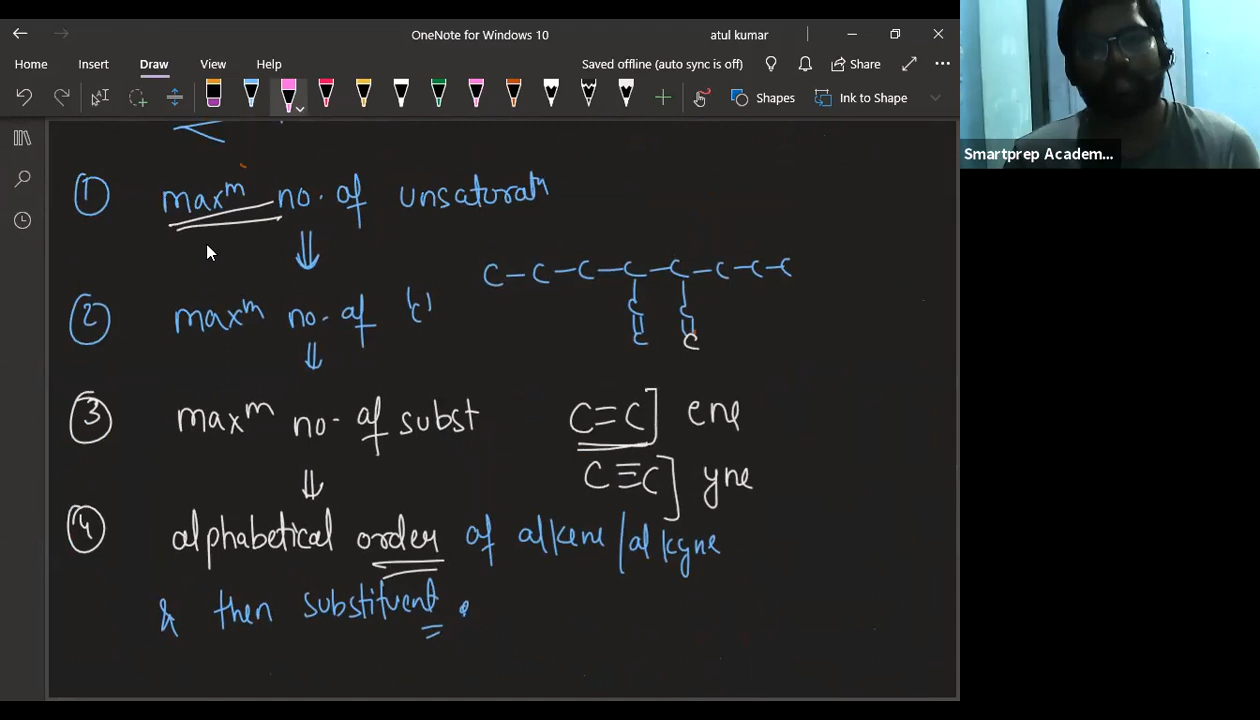 OneNote for Windows 10
atul kumar
Home Insert Draw View Help
Saved offline (auto sync is off)
Share
Shapes
Ink to Shape
Smartprep Academ...
① maxᵐ no. of unsaturatⁿ
⇓
C-C-C-C-C-C-C-C
C C
C C
② maxᵐ no. of 'c'
⇓
③ maxᵐ no. of subst
C=C] ene
⇓
C≡C] yne
④ alphabetical order of alkene/alkyne
& then substituent.